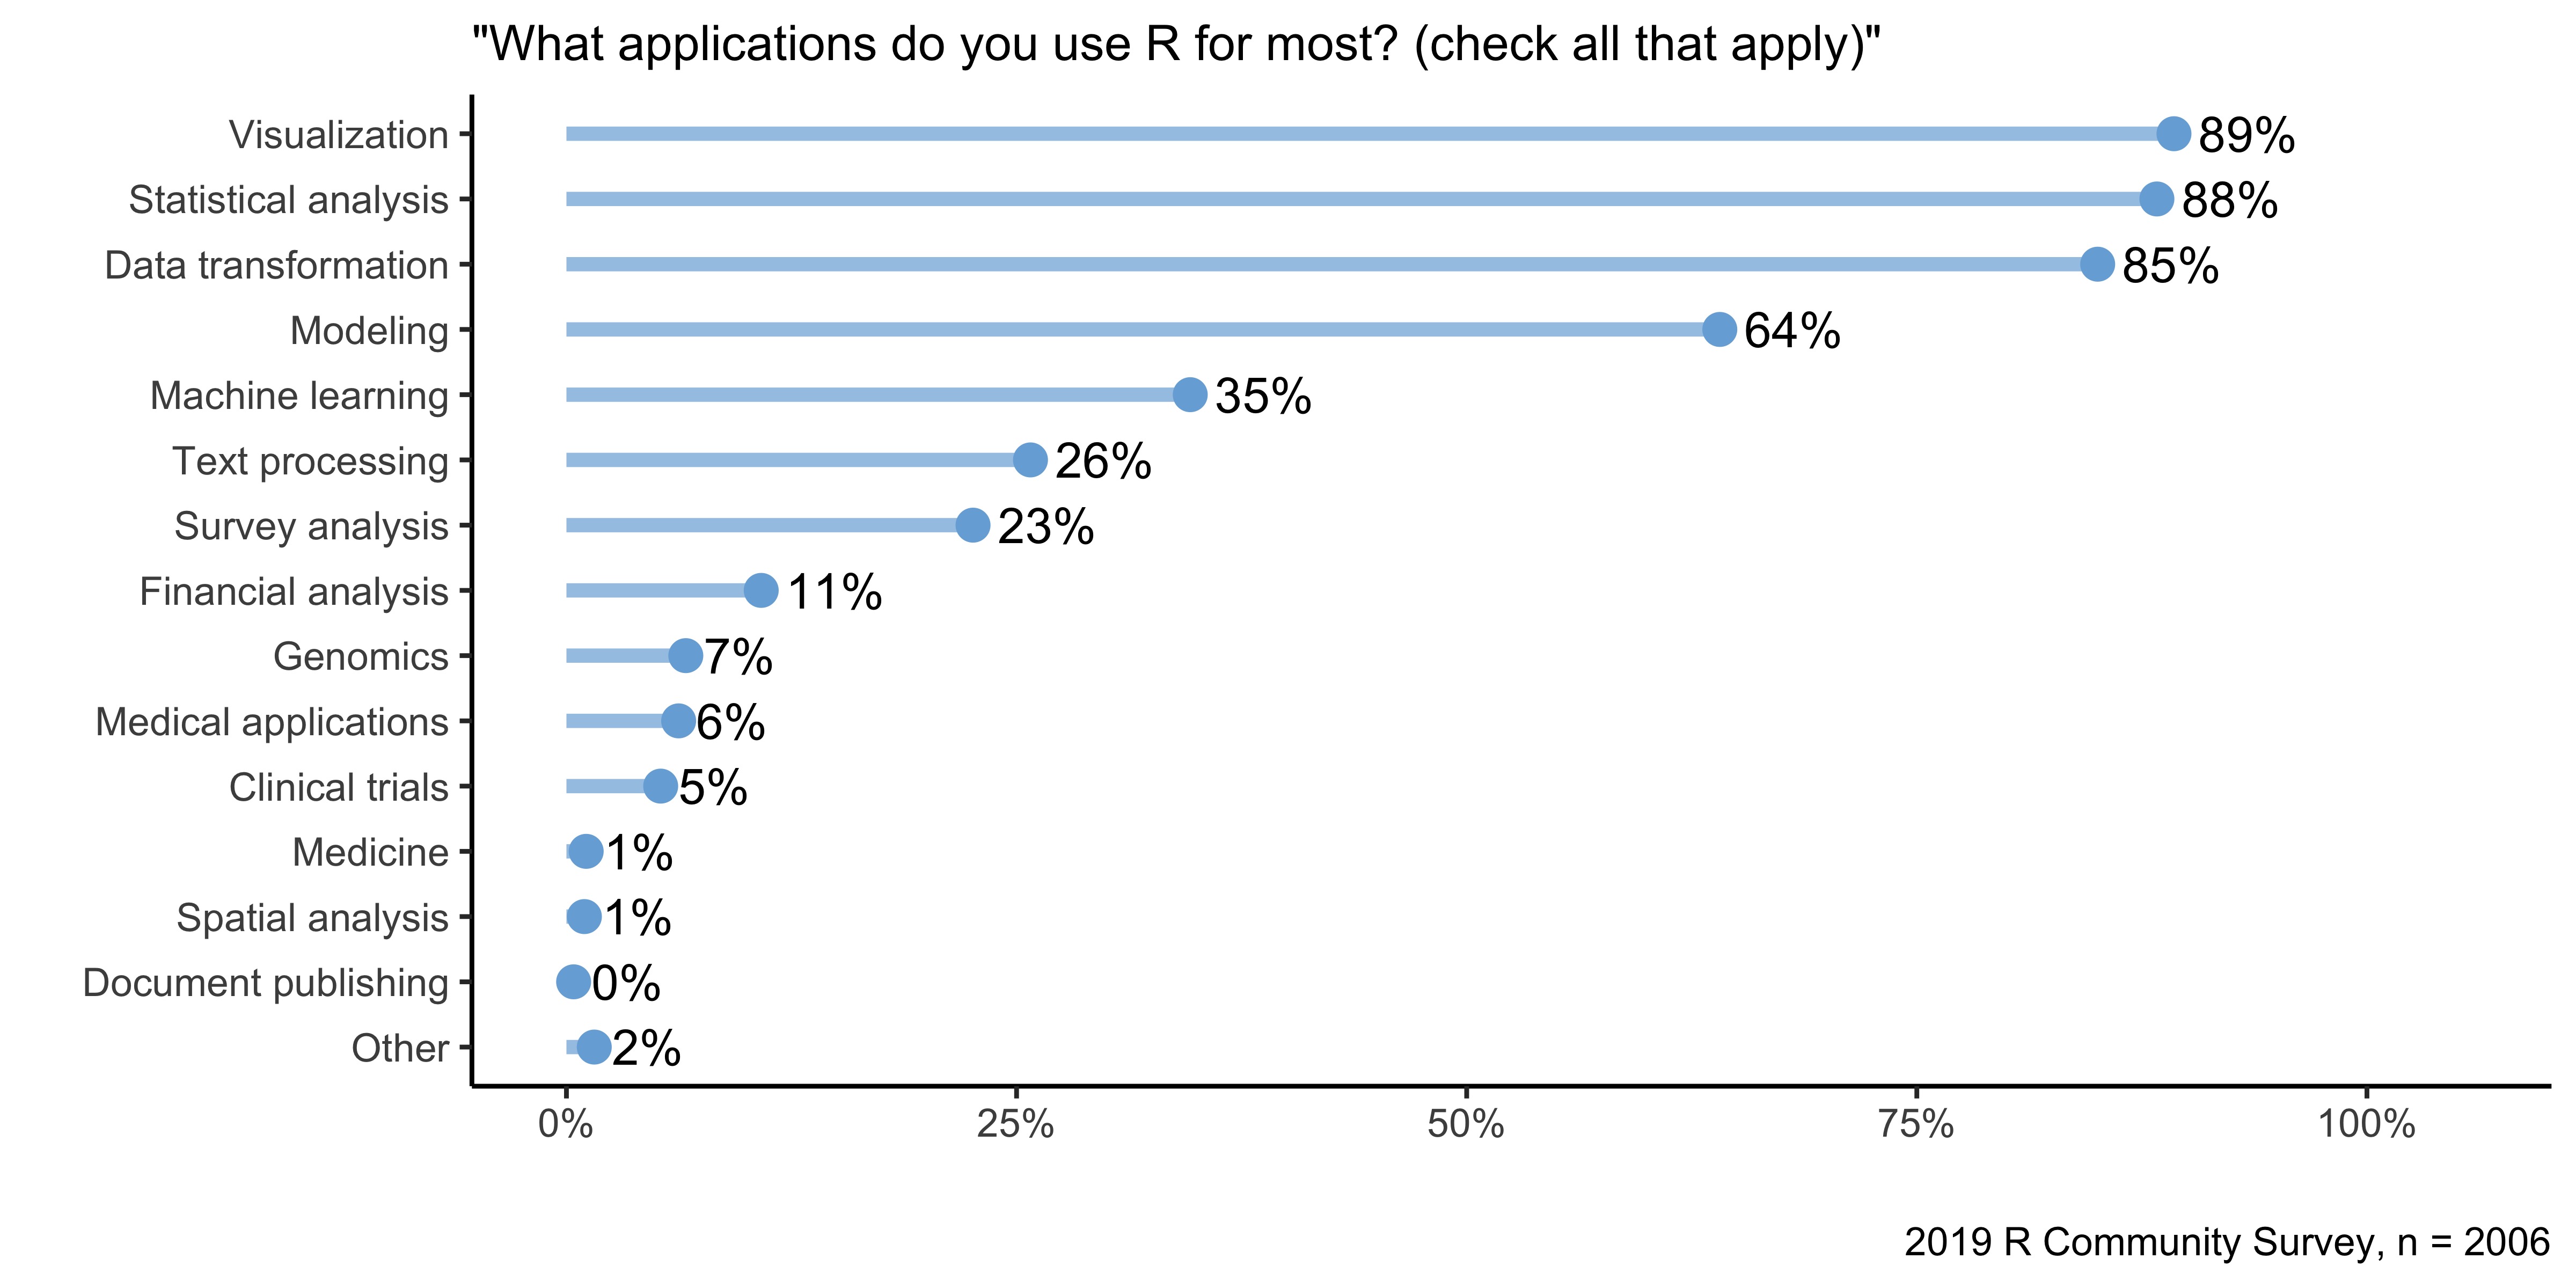 "What applications do you use R for most? (check all that apply)"
Visualization 89%
Statistical analysis 88%
Data transformation 85%
Modeling 64%
Machine learning 35%
Text processing 26%
Survey analysis 23%
Financial analysis 11%
Genomics 7%
Medical applications 6%
Clinical trials 5%
Medicine 1%
Spatial analysis 1%
Document publishing 0%
Other 2%
0% 25% 50% 75% 100%
2019 R Community Survey, n = 2006